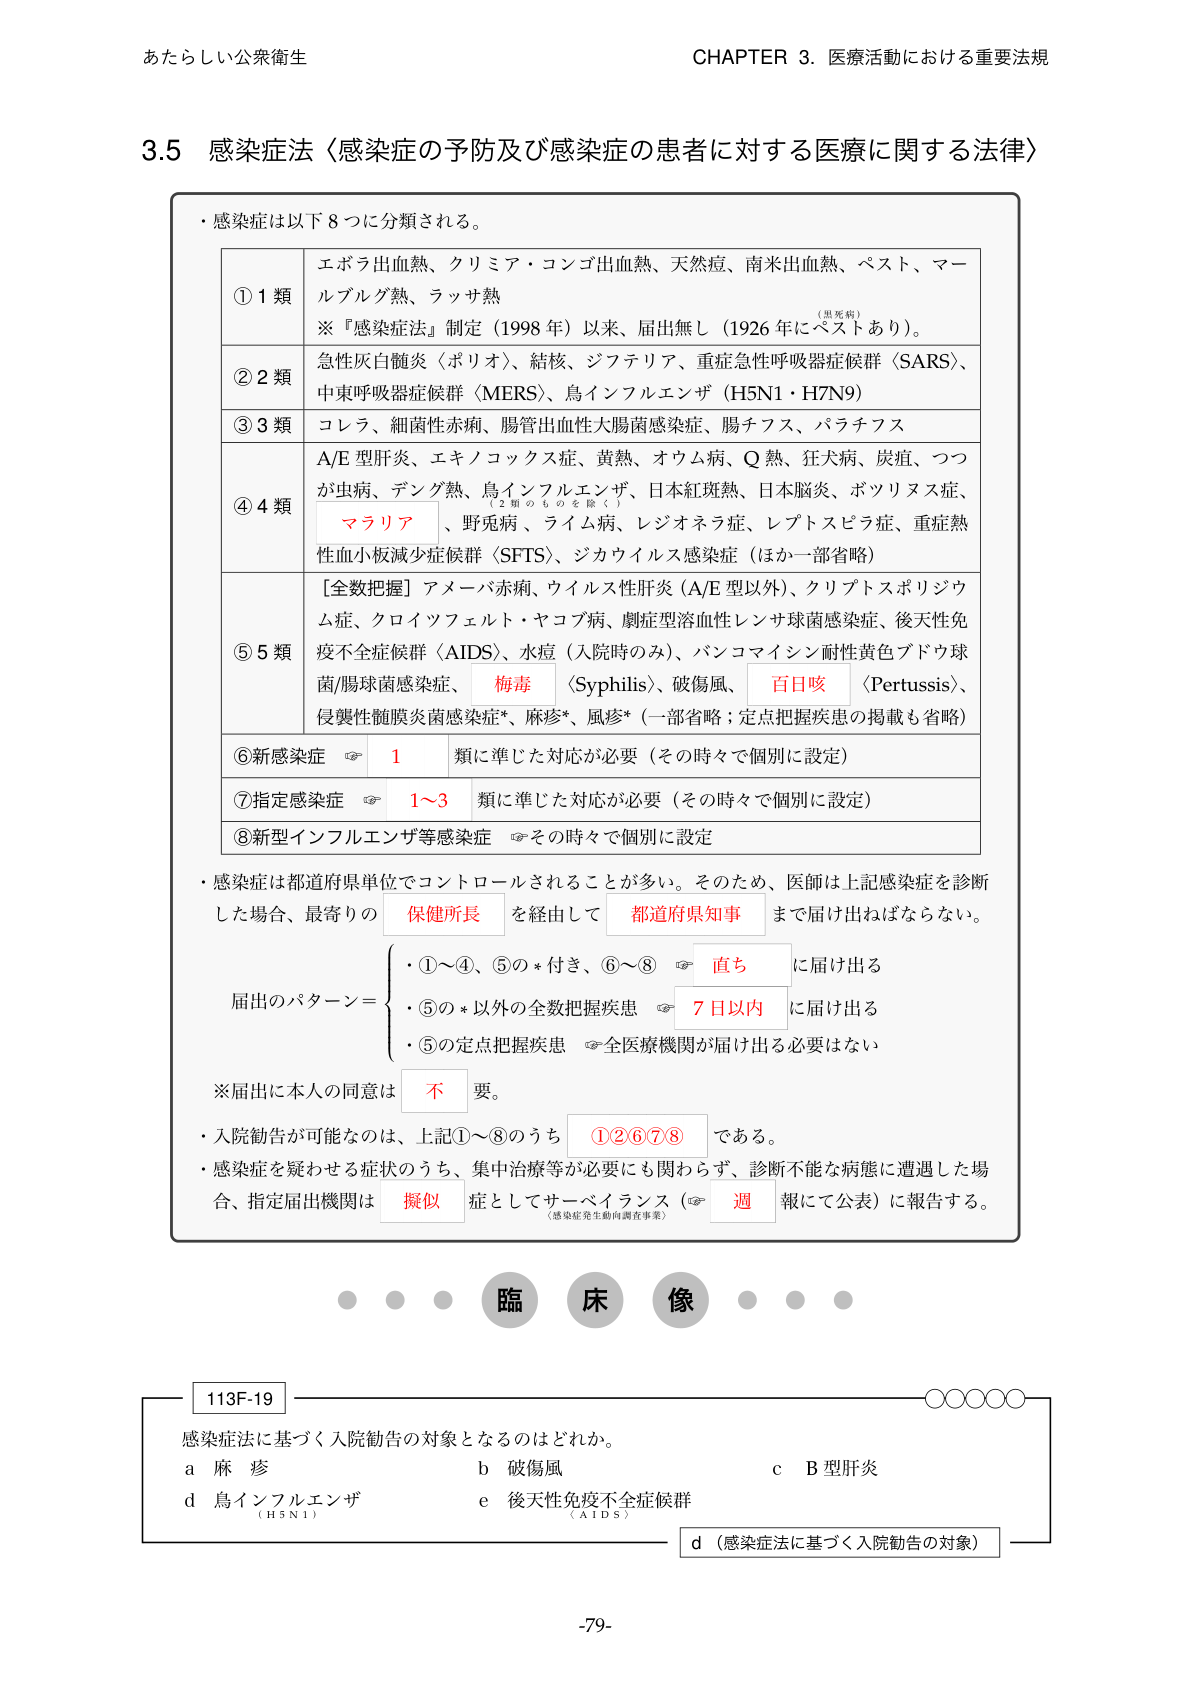 あたらしい公衆衛生
CHAPTER 3. 医療活動における重要法規
3.5 感染症法〈感染症の予防及び感染症の患者に対する医療に関する法律〉
・感染症は以下 8 つに分類される。
①1 類
エボラ出血熱、クリミア・コンゴ出血熱、天然痘、南米出血熱、ペスト、マー
ルブルグ熱、ラッサ熱
※『感染症法』制定（1998 年）以来、届出無し（1926 年にペストあり）。
（黒死病）
②2 類
急性灰白髄炎〈ポリオ〉、結核、ジフテリア、重症急性呼吸器症候群〈SARS〉、
中東呼吸器症候群〈MERS〉、鳥インフルエンザ（H5N1・H7N9）
③3 類
コレラ、細菌性赤痢、腸管出血性大腸菌感染症、腸チフス、パラチフス
④4 類
A/E 型肝炎、エキノコックス症、黄熱、オウム病、Q 熱、狂犬病、炭疽、つつ
が虫病、デング熱、鳥インフルエンザ、日本紅斑熱、日本脳炎、ボツリヌス症、
（2類のものを除く）
マラリア、野兎病、ライム病、レジオネラ症、レプトスピラ症、重症熱
性血小板減少症候群〈SFTS〉、ジカウイルス感染症（ほか一部省略）
⑤5 類
［全数把握］アメーバ赤痢、ウイルス性肝炎（A/E 型以外）、クリプトスポリジウ
ム症、クロイツフェルト・ヤコブ病、劇症型溶血性レンサ球菌感染症、後天性免
疫不全症候群〈AIDS〉、水痘（入院時のみ）、バンコマイシン耐性黄色ブドウ球
菌/腸球菌感染症、梅毒〈Syphilis〉、破傷風、百日咳〈Pertussis〉、
侵襲性髄膜炎菌感染症*、麻疹*、風疹*（一部省略；定点把握疾患の掲載も省略）
⑥新感染症 ☞ 1 類に準じた対応が必要（その時々で個別に設定）
⑦指定感染症 ☞ 1〜3 類に準じた対応が必要（その時々で個別に設定）
⑧新型インフルエンザ等感染症 ☞その時々で個別に設定
・感染症は都道府県単位でコントロールされることが多い。そのため、医師は上記感染症を診断
した場合、最寄りの 保健所長 を経由して 都道府県知事 まで届け出ねばならない。
・①〜④、⑤の * 付き、⑥〜⑧ ☞ 直ち に届け出る
届出のパターン＝
・⑤の * 以外の全数把握疾患 ☞ 7 日以内 に届け出る
・⑤の定点把握疾患 ☞全医療機関が届け出る必要はない
※届出に本人の同意は 不 要。
・入院勧告が可能なのは、上記①〜⑧のうち ①②⑥⑦⑧ である。
・感染症を疑わせる症状のうち、集中治療等が必要にも関わらず、診断不能な病態に遭遇した場
合、指定届出機関は 擬似 症としてサーベイランス（☞ 週 報にて公表）に報告する。
〈感染症発生動向調査事業〉
臨 床 像
113F-19
感染症法に基づく入院勧告の対象となるのはどれか。
a 麻 疹 b 破傷風 c B 型肝炎
d 鳥インフルエンザ e 後天性免疫不全症候群
（H5N1） 〈AIDS〉
d （感染症法に基づく入院勧告の対象）
-79-